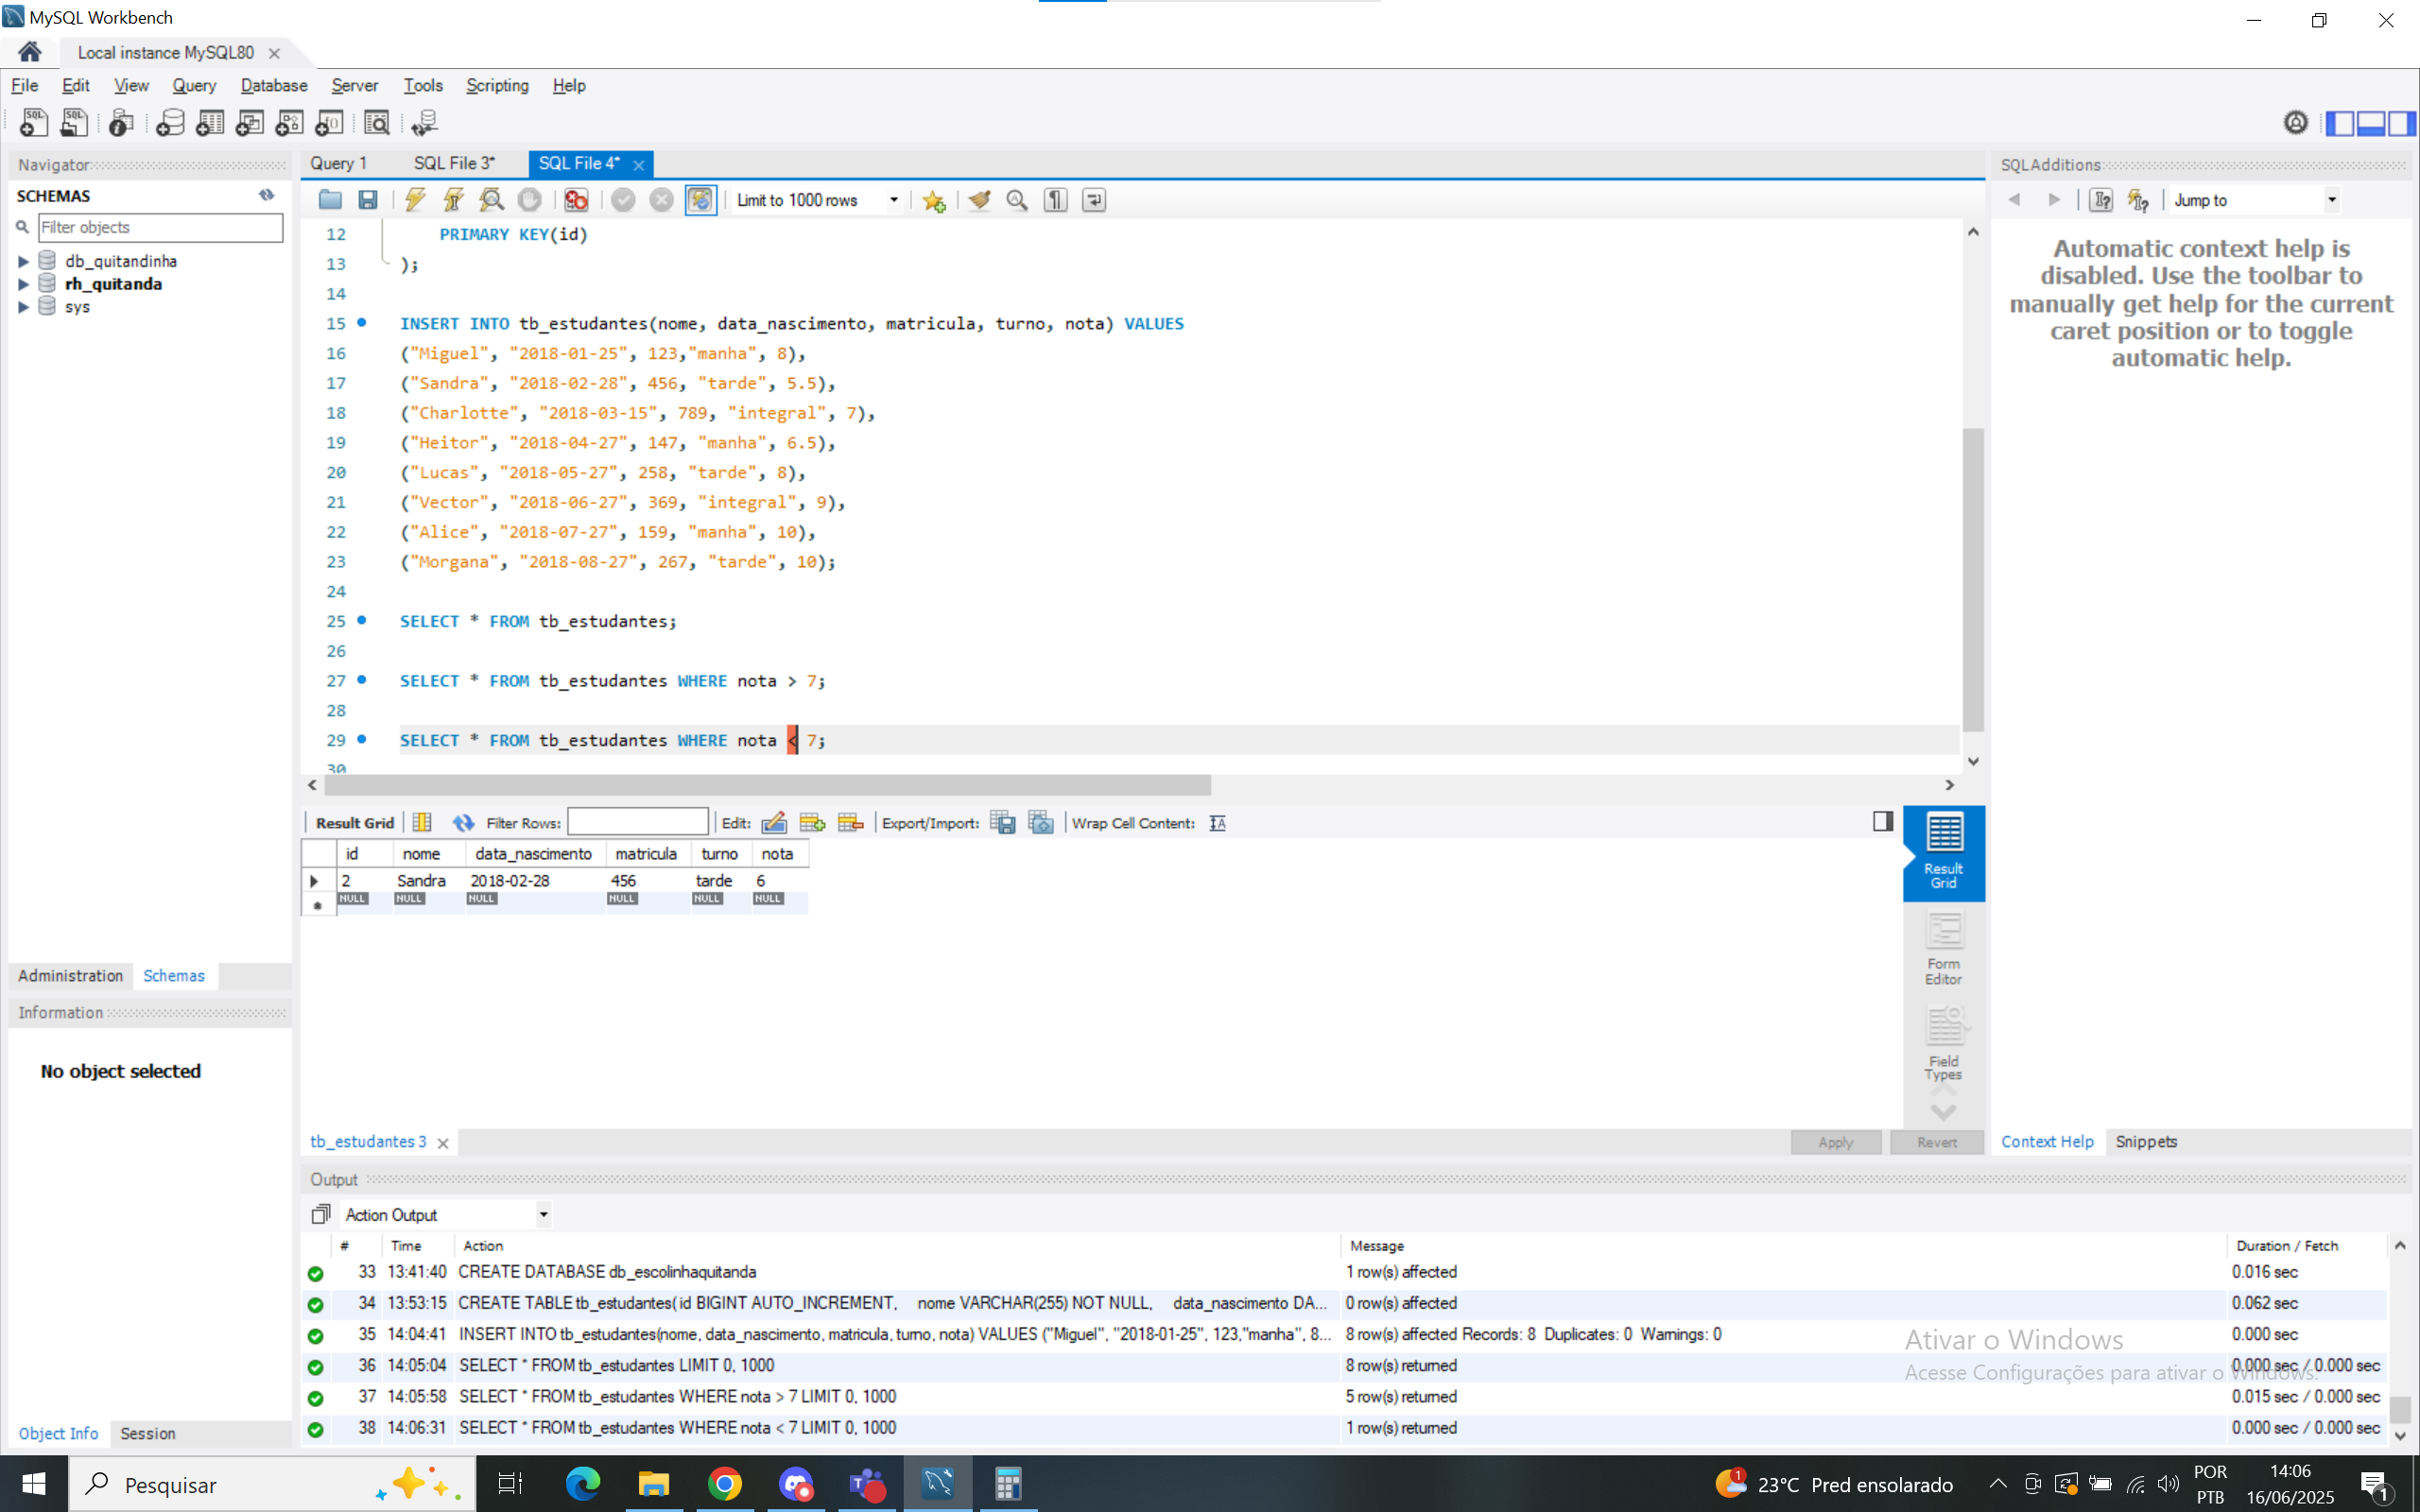 MySQL Workbench
Local instance MySQL80
File Edit View Query Database Server Tools Scripting Help
Navigator
SCHEMAS
Filter objects
db_quitandinha
rh_quitanda
sys
Administration Schemas
Information
No object selected
Object Info Session
Query 1 SQL File 3* SQL File 4*
Limit to 1000 rows
12 PRIMARY KEY(id)
13 );
14
15 INSERT INTO tb_estudantes(nome, data_nascimento, matricula, turno, nota) VALUES
16 ("Miguel", "2018-01-25", 123,"manha", 8),
17 ("Sandra", "2018-02-28", 456, "tarde", 5.5),
18 ("Charlotte", "2018-03-15", 789, "integral", 7),
19 ("Heitor", "2018-04-27", 147, "manha", 6.5),
20 ("Lucas", "2018-05-27", 258, "tarde", 8),
21 ("Vector", "2018-06-27", 369, "integral", 9),
22 ("Alice", "2018-07-27", 159, "manha", 10),
23 ("Morgana", "2018-08-27", 267, "tarde", 10);
24
25 SELECT * FROM tb_estudantes;
26
27 SELECT * FROM tb_estudantes WHERE nota > 7;
28
29 SELECT * FROM tb_estudantes WHERE nota < 7;
30
Result Grid Filter Rows: Edit: Export/Import: Wrap Cell Content:
id nome data_nascimento matricula turno nota
2 Sandra 2018-02-28 456 tarde 6
NULL NULL NULL NULL NULL NULL
Result Grid
Form Editor
Field Types
tb_estudantes 3
Apply Revert
SQLAdditions
Jump to
Automatic context help is
disabled. Use the toolbar to
manually get help for the current
caret position or to toggle
automatic help.
Context Help Snippets
Output
Action Output
# Time Action Message Duration / Fetch
33 13:41:40 CREATE DATABASE db_escolinhaquitanda 1 row(s) affected 0.016 sec
34 13:53:15 CREATE TABLE tb_estudantes( id BIGINT AUTO_INCREMENT, nome VARCHAR(255) NOT NULL, data_nascimento DA... 0 row(s) affected 0.062 sec
35 14:04:41 INSERT INTO tb_estudantes(nome, data_nascimento, matricula, turno, nota) VALUES ("Miguel", "2018-01-25", 123,"manha", 8... 8 row(s) affected Records: 8 Duplicates: 0 Warnings: 0 0.000 sec
36 14:05:04 SELECT * FROM tb_estudantes LIMIT 0, 1000 8 row(s) returned 0.000 sec / 0.000 sec
37 14:05:58 SELECT * FROM tb_estudantes WHERE nota > 7 LIMIT 0, 1000 5 row(s) returned 0.015 sec / 0.000 sec
38 14:06:31 SELECT * FROM tb_estudantes WHERE nota < 7 LIMIT 0, 1000 1 row(s) returned 0.000 sec / 0.000 sec
Ativar o Windows
Acesse Configurações para ativar o Windows.
Pesquisar
1
23°C Pred ensolarado
POR
PTB
14:06
16/06/2025
1